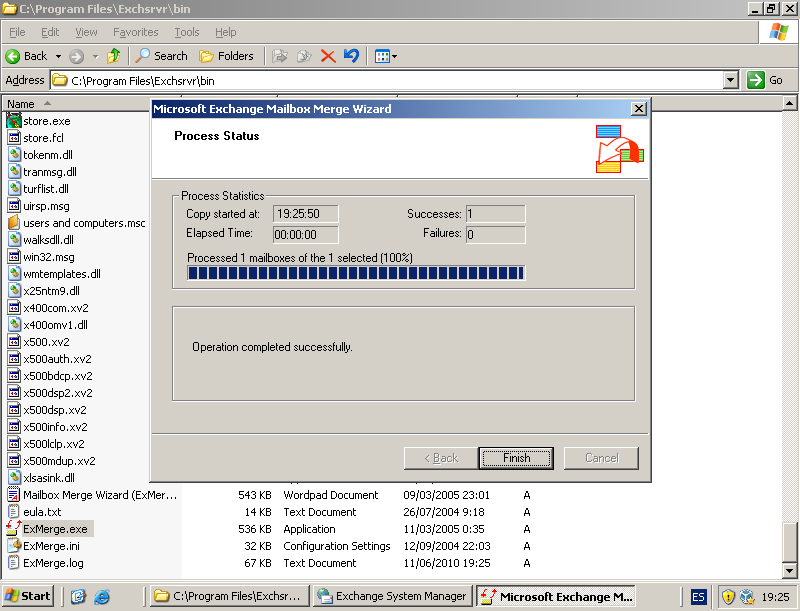 C:\Program Files\Exchsrvr\bin
File Edit View Favorites Tools Help
Back Search Folders
Address C:\Program Files\Exchsrvr\bin Go
Name
store.exe
store.fcl
tokenm.dll
tranmsg.dll
turflist.dll
uirsp.msg
users and computers.msc
walksdll.dll
win32.msg
wmtemplates.dll
x25ntm9.dll
x400com.xv2
x400omv1.dll
x500.xv2
x500auth.xv2
x500bdcp.xv2
x500dsp2.xv2
x500dsp.xv2
x500info.xv2
x500lclp.xv2
x500mdup.xv2
xlsasink.dll
Mailbox Merge Wizard (ExMer... 543 KB Wordpad Document 09/03/2005 23:01 A
eula.txt 14 KB Text Document 26/07/2004 9:18 A
ExMerge.exe 536 KB Application 11/03/2005 0:35 A
ExMerge.ini 32 KB Configuration Settings 12/09/2004 22:03 A
ExMerge.log 67 KB Text Document 11/06/2010 19:25 A
Microsoft Exchange Mailbox Merge Wizard
Process Status
Process Statistics
Copy started at: 19:25:50 Successes: 1
Elapsed Time: 00:00:00 Failures: 0
Processed 1 mailboxes of the 1 selected (100%)
Operation completed successfully.
< Back Finish Cancel
Start C:\Program Files\Exchsr... Exchange System Manager Microsoft Exchange M... ES 19:25